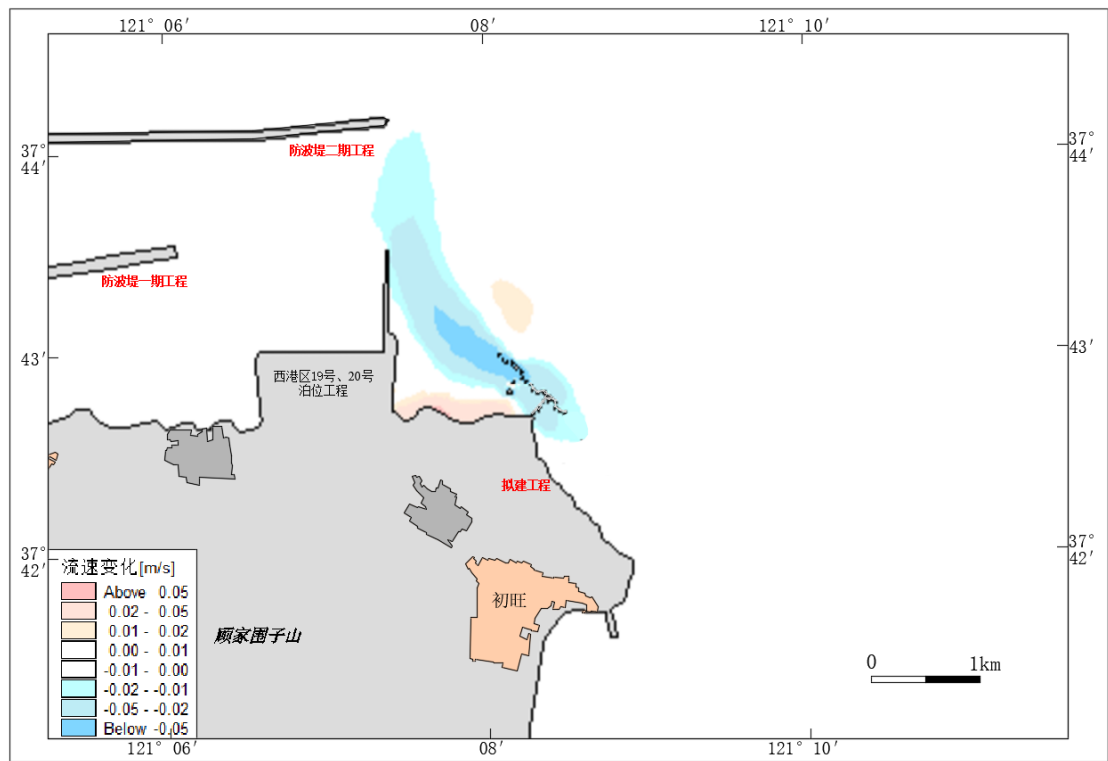 121° 06′
08′
121° 10′
防波堤二期工程
37°
44′
37°
44′
防波堤一期工程
43′
43′
西港区19号、20号
泊位工程
拟建工程
37°
42′
37°
42′
流速变化[m/s]
Above 0.05
0.02 - 0.05
0.01 - 0.02
0.00 - 0.01
-0.01 - 0.00
-0.02 - -0.01
-0.05 - -0.02
Below -0.05
顾家围子山
初旺
0 1km
121° 06′
08′
121° 10′